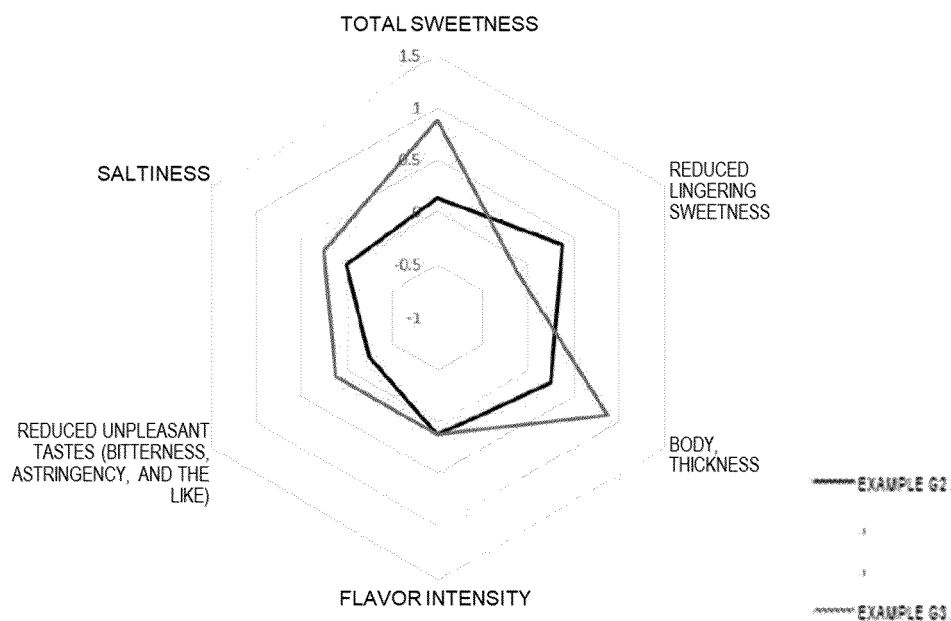 TOTAL SWEETNESS
1.5
1
0.5
0
-0.5
-1
REDUCED
LINGERING
SWEETNESS
BODY,
THICKNESS
FLAVOR INTENSITY
REDUCED UNPLEASANT
TASTES (BITTERNESS,
ASTRINGENCY, AND THE
LIKE)
SALTINESS
EXAMPLE G2
EXAMPLE G3